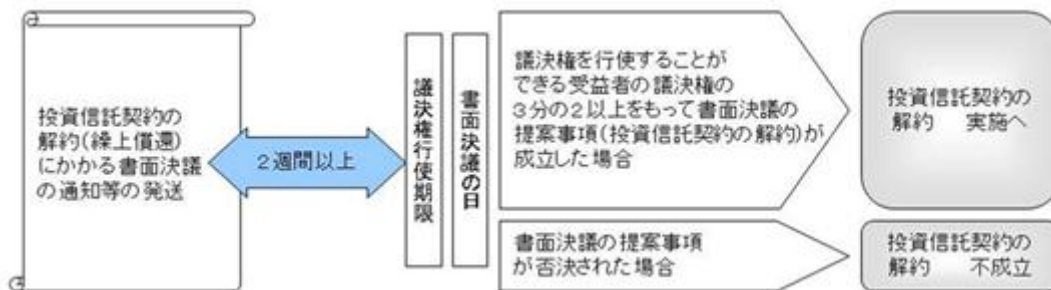 投資信託契約の
解約(繰上償還)
にかかる書面決議
の通知等の発送
２週間以上
議決権行使期限
書面決議の日
議決権を行使することが
できる受益者の議決権の
３分の２以上をもって書面決議の
提案事項(投資信託契約の解約)が
成立した場合
投資信託契約の
解約　実施へ
書面決議の提案事項
が否決された場合
投資信託契約の
解約　不成立